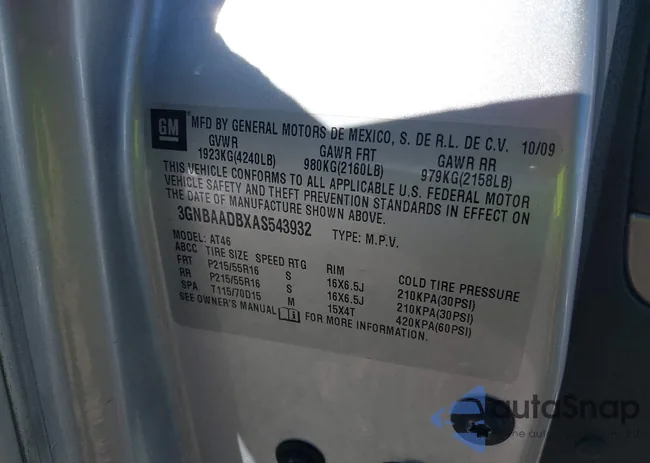 GM MFD BY GENERAL MOTORS DE MEXICO, S. DE R.L. DE C.V. 10/09
GVWR GAWR FRT GAWR RR
1923KG(4240LB) 980KG(2160LB) 979KG(2158LB)
THIS VEHICLE CONFORMS TO ALL APPLICABLE U.S. FEDERAL MOTOR
VEHICLE SAFETY AND THEFT PREVENTION STANDARDS IN EFFECT ON
THE DATE OF MANUFACTURE SHOWN ABOVE.
3GNBAADBXAS543932 TYPE: M.P.V.
MODEL: AT46
ABCC TIRE SIZE SPEED RTG RIM COLD TIRE PRESSURE
FRT P215/55R16 S 16X6.5J 210KPA(30PSI)
RR P215/55R16 S 16X6.5J 210KPA(30PSI)
SPA T115/70D15 M 15X4T 420KPA(60PSI)
SEE OWNER'S MANUAL FOR MORE INFORMATION.
autoSnap